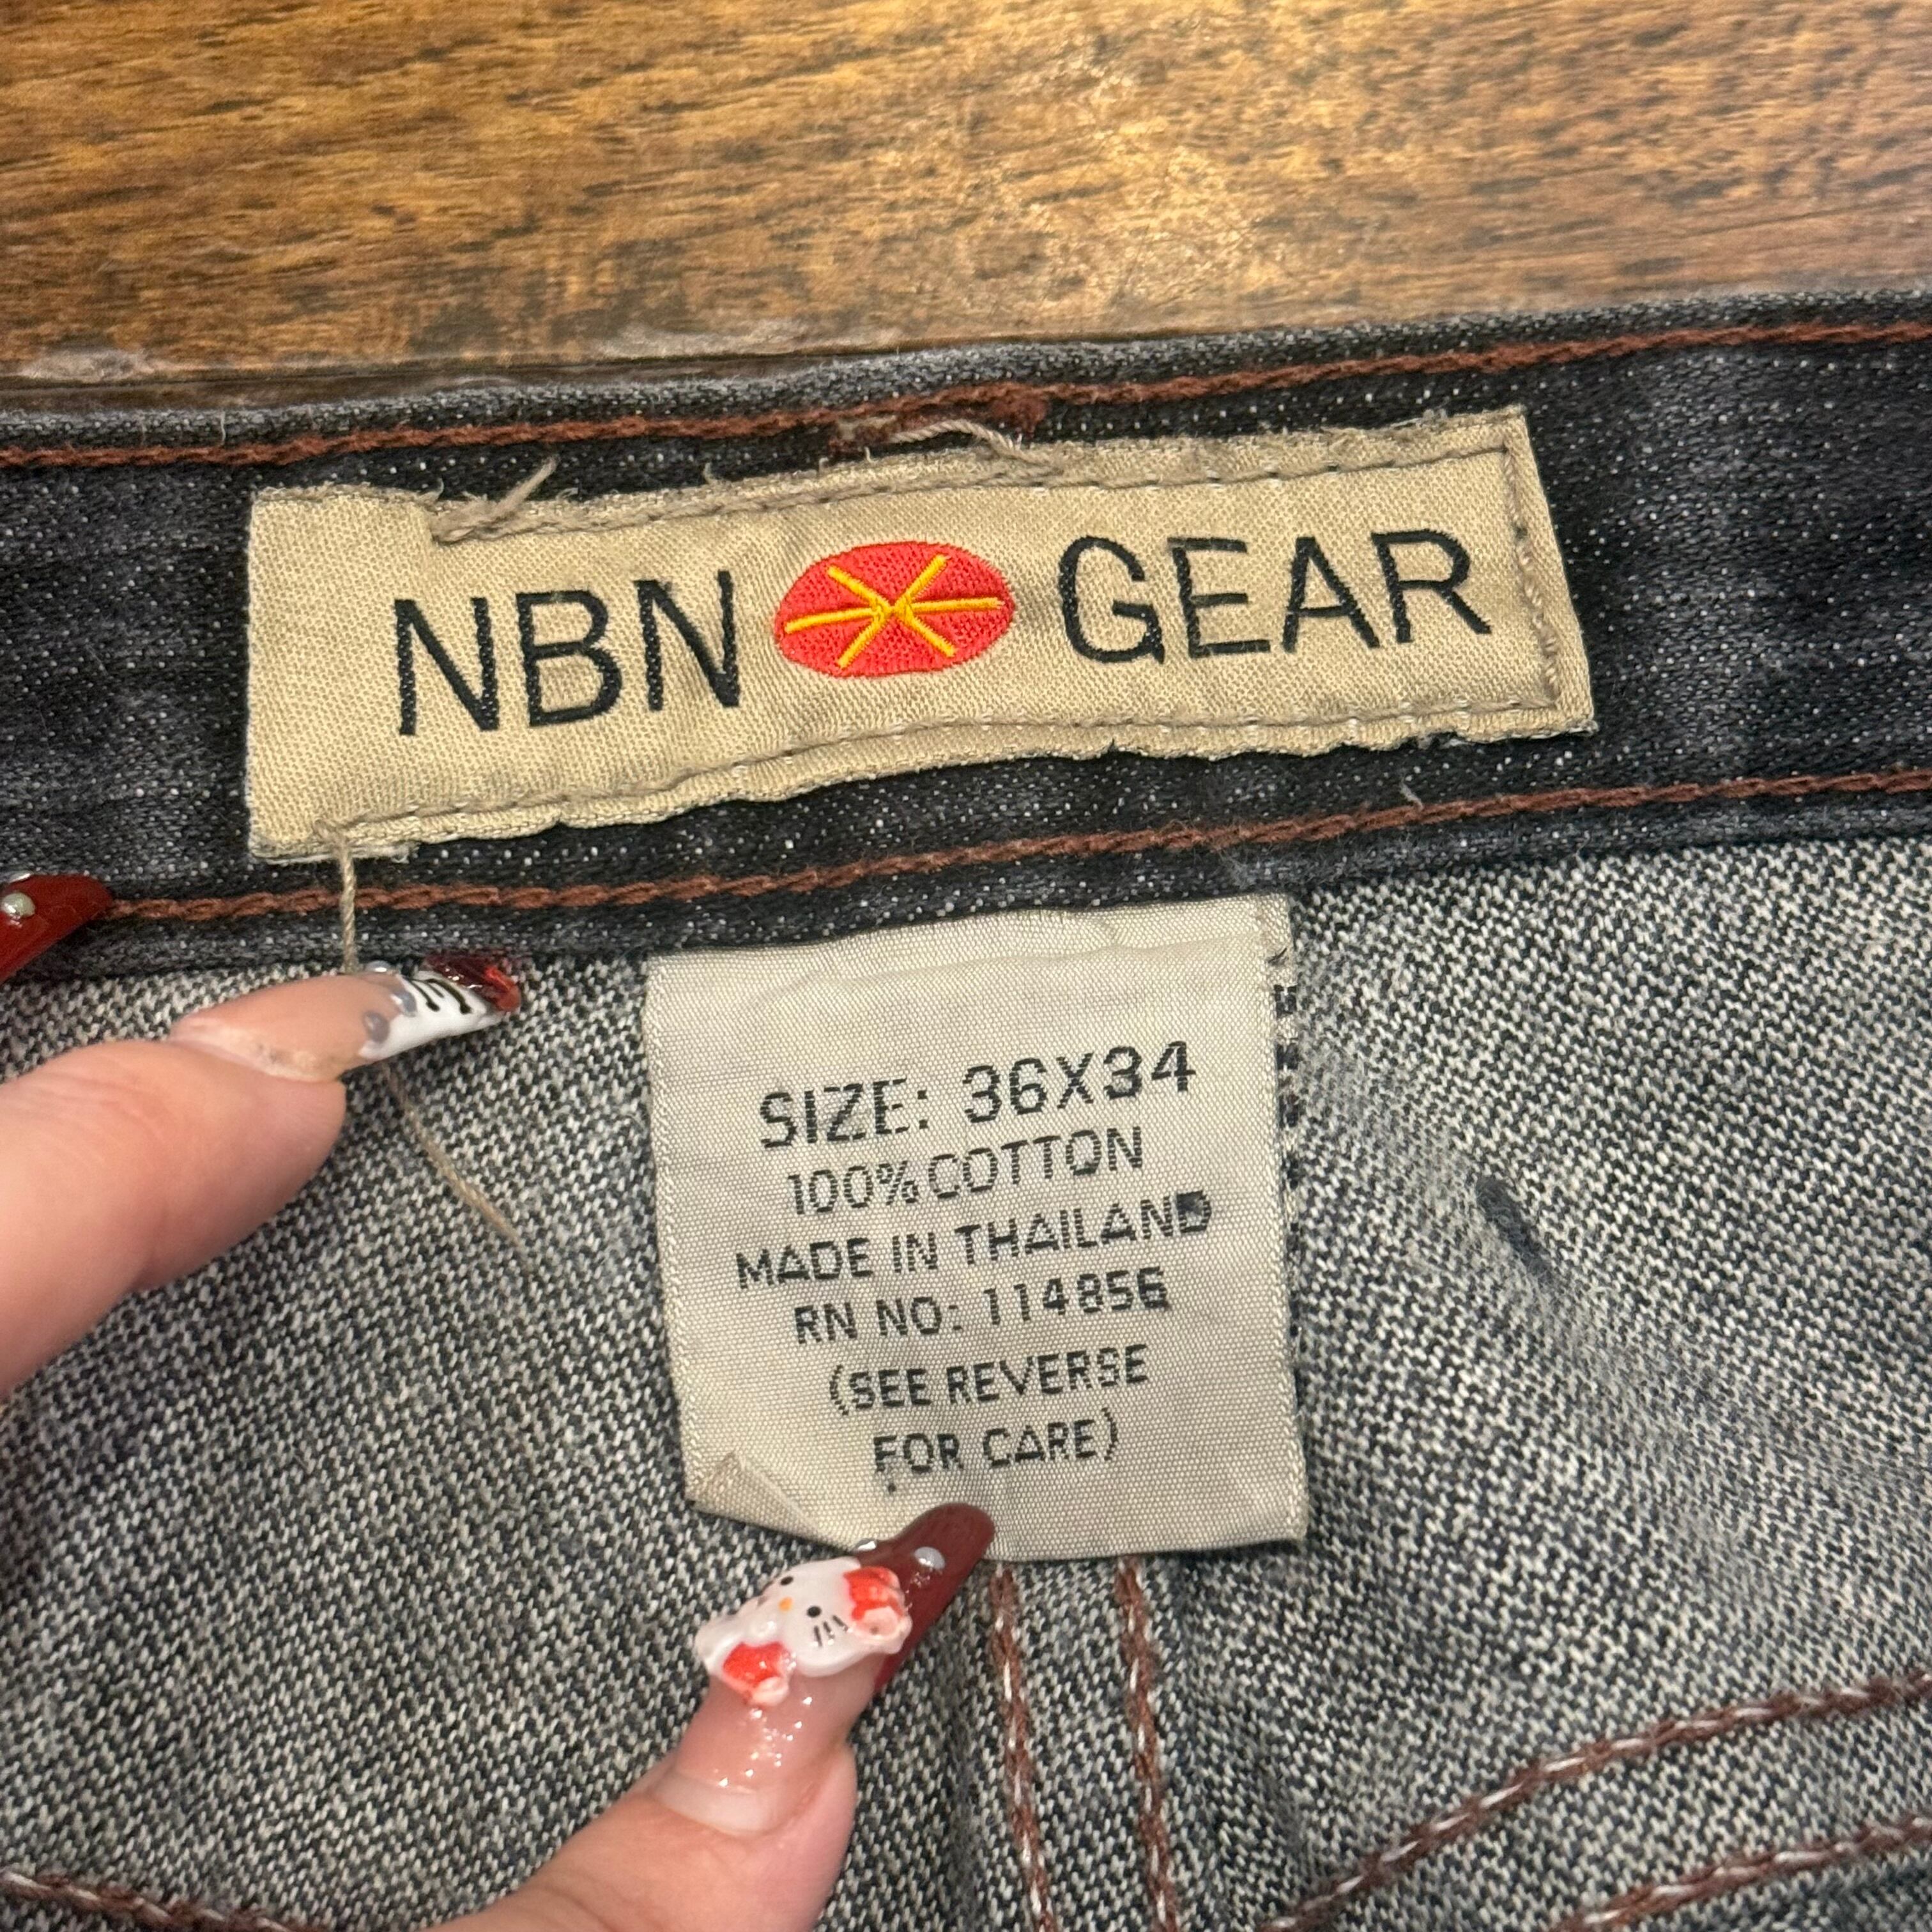 NBN GEAR
SIZE: 36X34
100% COTTON
MADE IN THAILAND
RN NO: 114856
(SEE REVERSE
FOR CARE)